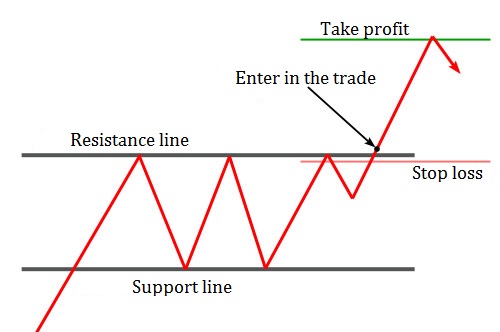 Take profit
Enter in the trade
Resistance line
Stop loss
Support line